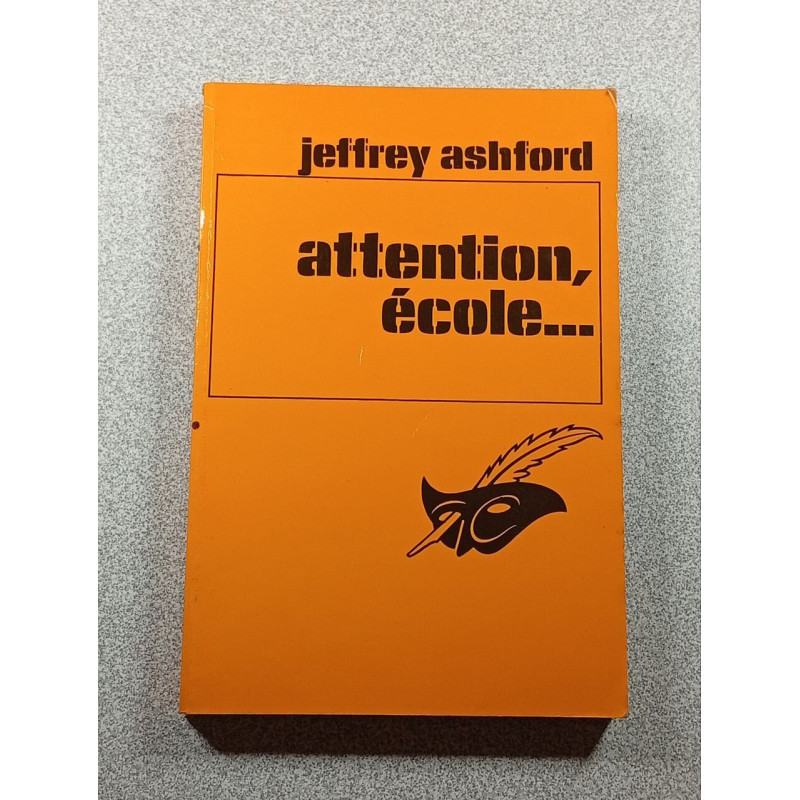 jeffrey ashford
attention,
école...